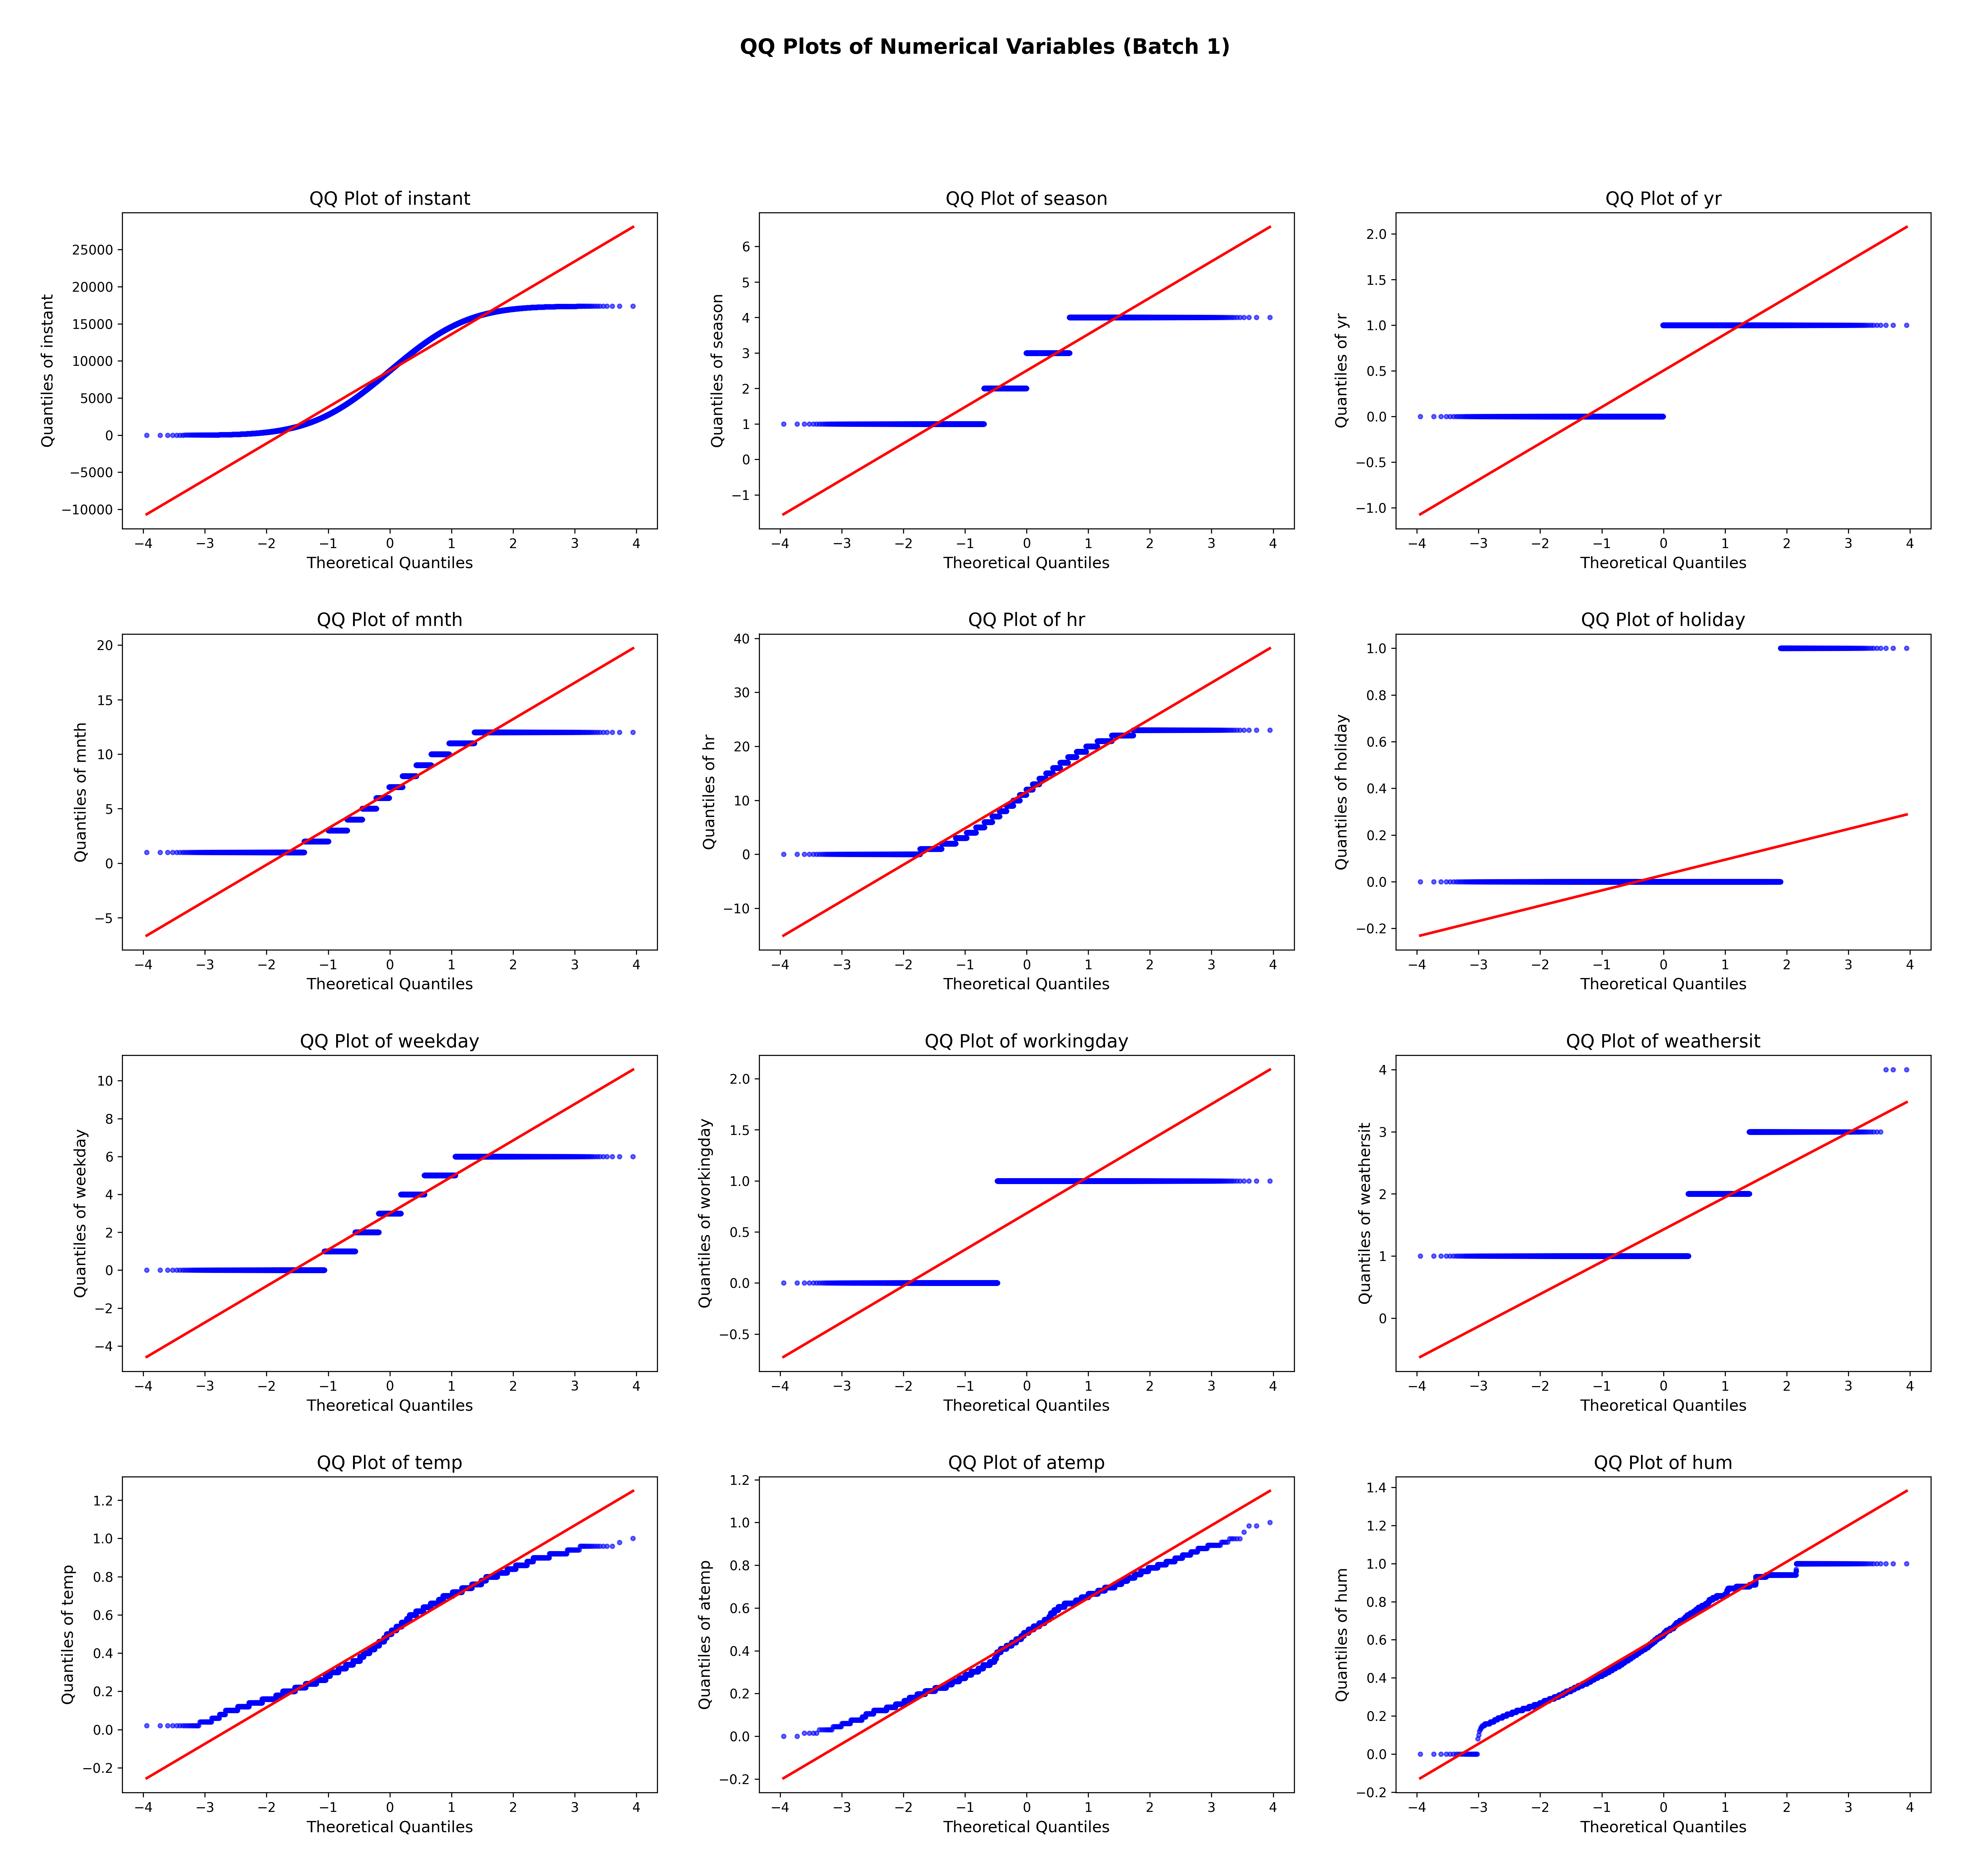 QQ Plots of Numerical Variables (Batch 1)
QQ Plot of instant
Quantiles of instant
25000
20000
15000
10000
5000
0
−5000
−10000
−4 −3 −2 −1 0 1 2 3 4
Theoretical Quantiles
QQ Plot of season
Quantiles of season
6
5
4
3
2
1
0
−1
−4 −3 −2 −1 0 1 2 3 4
Theoretical Quantiles
QQ Plot of yr
Quantiles of yr
2.0
1.5
1.0
0.5
0.0
−0.5
−1.0
−4 −3 −2 −1 0 1 2 3 4
Theoretical Quantiles
QQ Plot of mnth
Quantiles of mnth
20
15
10
5
0
−5
−4 −3 −2 −1 0 1 2 3 4
Theoretical Quantiles
QQ Plot of hr
Quantiles of hr
40
30
20
10
0
−10
−4 −3 −2 −1 0 1 2 3 4
Theoretical Quantiles
QQ Plot of holiday
Quantiles of holiday
1.0
0.8
0.6
0.4
0.2
0.0
−0.2
−4 −3 −2 −1 0 1 2 3 4
Theoretical Quantiles
QQ Plot of weekday
Quantiles of weekday
10
8
6
4
2
0
−2
−4
−4 −3 −2 −1 0 1 2 3 4
Theoretical Quantiles
QQ Plot of workingday
Quantiles of workingday
2.0
1.5
1.0
0.5
0.0
−0.5
−4 −3 −2 −1 0 1 2 3 4
Theoretical Quantiles
QQ Plot of weathersit
Quantiles of weathersit
4
3
2
1
0
−4 −3 −2 −1 0 1 2 3 4
Theoretical Quantiles
QQ Plot of temp
Quantiles of temp
1.2
1.0
0.8
0.6
0.4
0.2
0.0
−0.2
−4 −3 −2 −1 0 1 2 3 4
Theoretical Quantiles
QQ Plot of atemp
Quantiles of atemp
1.2
1.0
0.8
0.6
0.4
0.2
0.0
−0.2
−4 −3 −2 −1 0 1 2 3 4
Theoretical Quantiles
QQ Plot of hum
Quantiles of hum
1.4
1.2
1.0
0.8
0.6
0.4
0.2
0.0
−0.2
−4 −3 −2 −1 0 1 2 3 4
Theoretical Quantiles